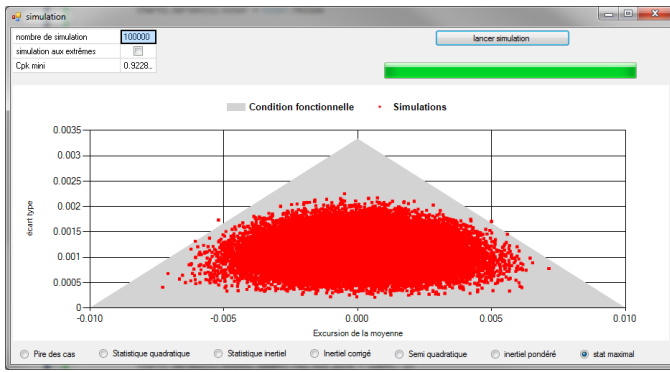 simulation
nombre de simulation 100000
lancer simulation
simulation aux extrêmes
Cpk mini 0.9228...
Condition fonctionnelle Simulations
0.0035
0.003
0.0025
0.002
0.0015
0.001
0.0005
0
écart type
-0.010 -0.005 0.000 0.005 0.010
Excursion de la moyenne
Pire des cas Statistique quadratique Statistique inertiel Inertiel corrigé Semi quadratique inertiel pondéré stat maximal